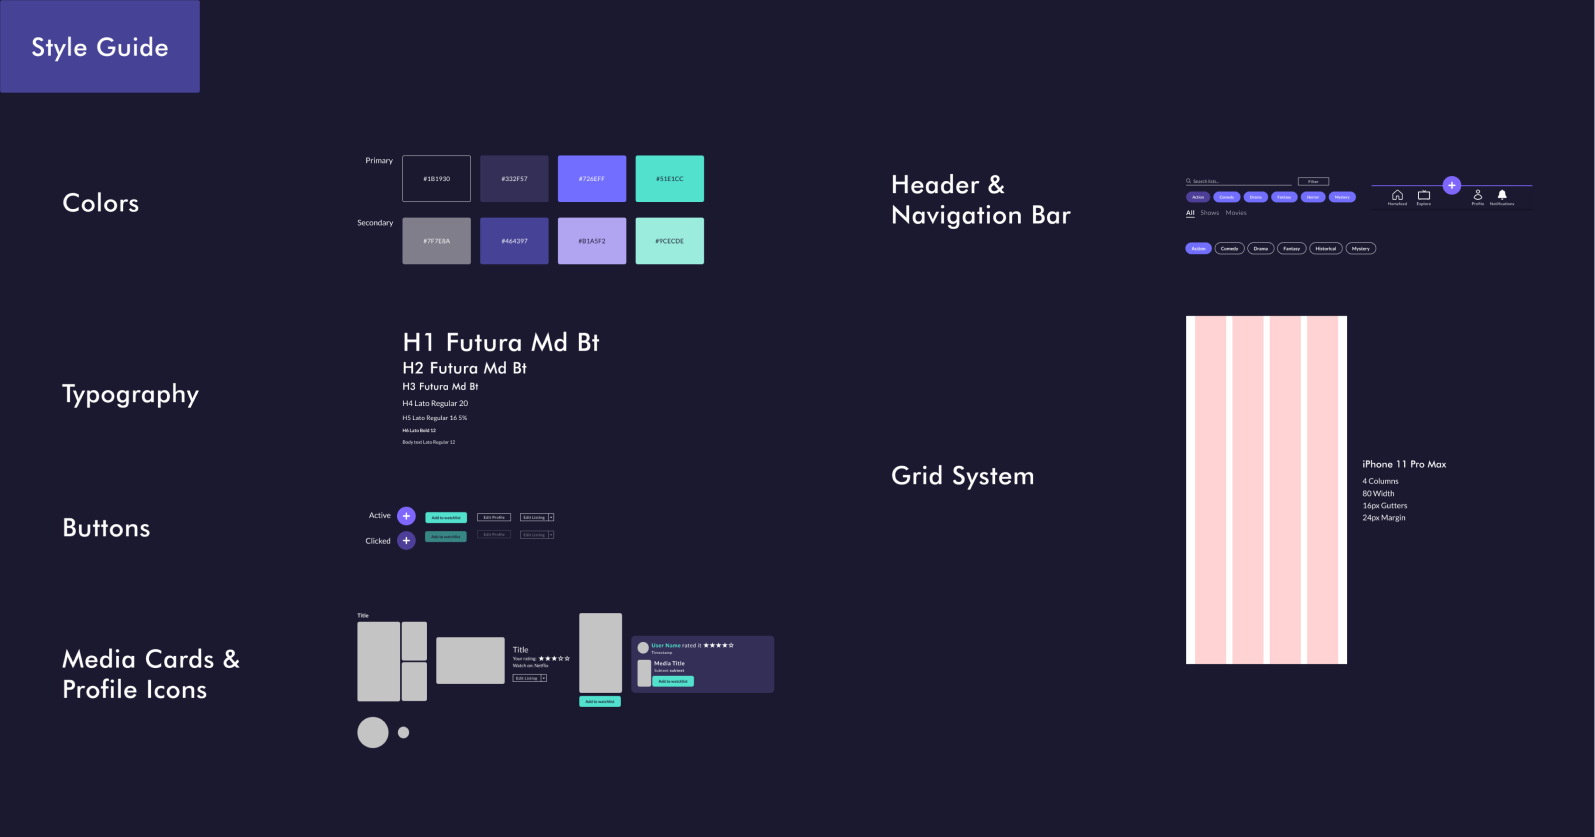 Style Guide
Colors
Primary
#1B1930
#332F57
#726EFF
#51E1CC
Secondary
#7F7E8A
#464397
#B1A5F2
#9CECDE
Typography
H1 Futura Md Bt
H2 Futura Md Bt
H3 Futura Md Bt
H4 Lato Regular 20
H5 Lato Regular 16 5%
H6 Lato Bold 12
Body text Lato Regular 12
Buttons
Active
+
Add to watchlist
Edit Profile
Edit Listing
Clicked
+
Add to watchlist
Edit Profile
Edit Listing
Media Cards &
Profile Icons
Title
Title
Your rating: ★★★☆☆
Watch on: Netflix
Edit Listing
Add to watchlist
User Name rated it ★★★★☆
Timestamp
Media Title
Subtext subtext
Add to watchlist
Header &
Navigation Bar
Search lists...
Filter
Action Comedy Drama Fantasy Horror Mystery
All Shows Movies
+
Homefeed Explore Profile Notifications
Action Comedy Drama Fantasy Historical Mystery
Grid System
iPhone 11 Pro Max
4 Columns
80 Width
16px Gutters
24px Margin